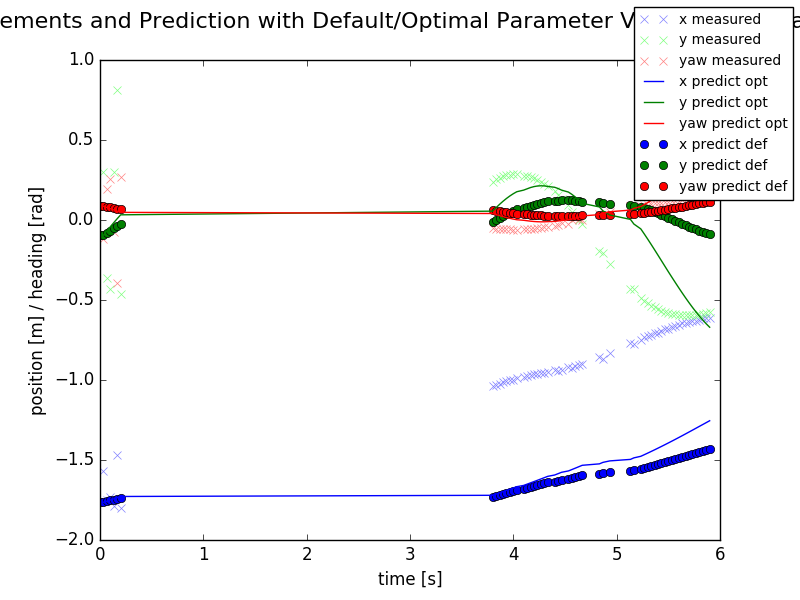 ements and Prediction with Default/Optimal Parameter V
x measured
y measured
yaw measured
x predict opt
y predict opt
yaw predict opt
x predict def
y predict def
yaw predict def
1.0
0.5
0.0
−0.5
−1.0
−1.5
−2.0
position [m] / heading [rad]
0 1 2 3 4 5 6
time [s]